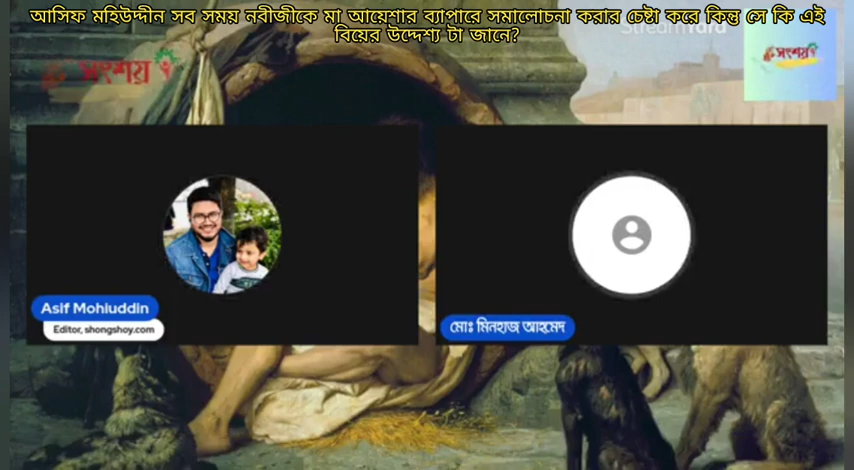 আসিফ মহিউদ্দীন সব সময় নবীজীকে মা আয়েশার ব্যাপারে সমালোচনা করার চেষ্টা করে কিন্তু সে কি এই
বিয়ের উদ্দেশ্য টা জানে?
StreamYard
সংশয়
সংশয়
Asif Mohiuddin
Editor, shongshoy.com
মোঃ মিনহাজ আহমেদ